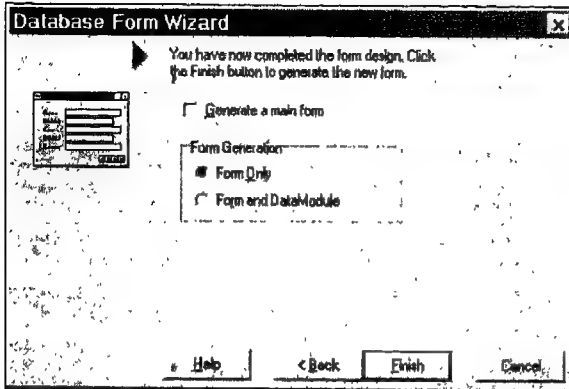 Database Form Wizard
You have now completed the form design. Click
the Finish button to generate the new form.
Generate a main form
Form Generation
Form Only
Form and DataModule
Help < Back Finish Cancel